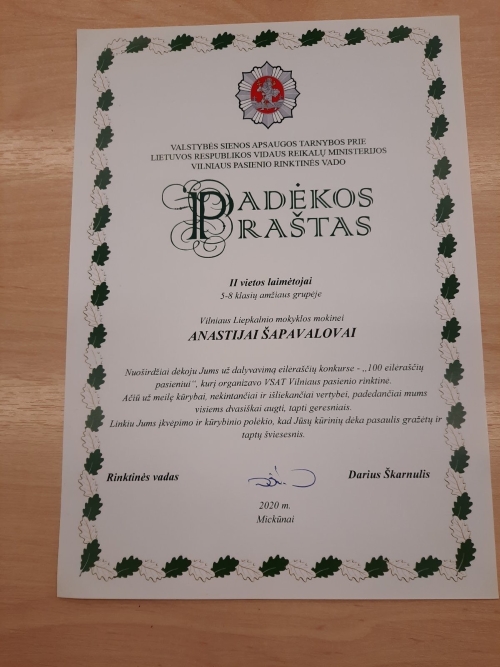 VALSTYBĖS SIENOS APSAUGOS TARNYBOS PRIE
LIETUVOS RESPUBLIKOS VIDAUS REIKALŲ MINISTERIJOS
VILNIAUS PASIENIO RINKTINĖS VADO
PADĖKOS
RAŠTAS
II vietos laimėtojai
5-8 klasių amžiaus grupėje
Vilniaus Liepkalnio mokyklos mokinei
ANASTIJAI ŠAPAVALOVAI
Nuoširdžiai dėkoju Jums už dalyvavimą eilėraščių konkurse - „100 eilėraščių
pasieniui“, kurį organizavo VSAT Vilniaus pasienio rinktinė.
Ačiū už meilę kūrybai, nekintančiai ir išliekančiai vertybei, padedančiai mums
visiems dvasiškai augti, tapti geresniais.
Linkiu Jums įkvėpimo ir kūrybinio polėkio, kad Jūsų kūrinių dėka pasaulis gražėtų ir
taptų šviesesnis.
Rinktinės vadas
Darius Škarnulis
2020 m.
Mickūnai